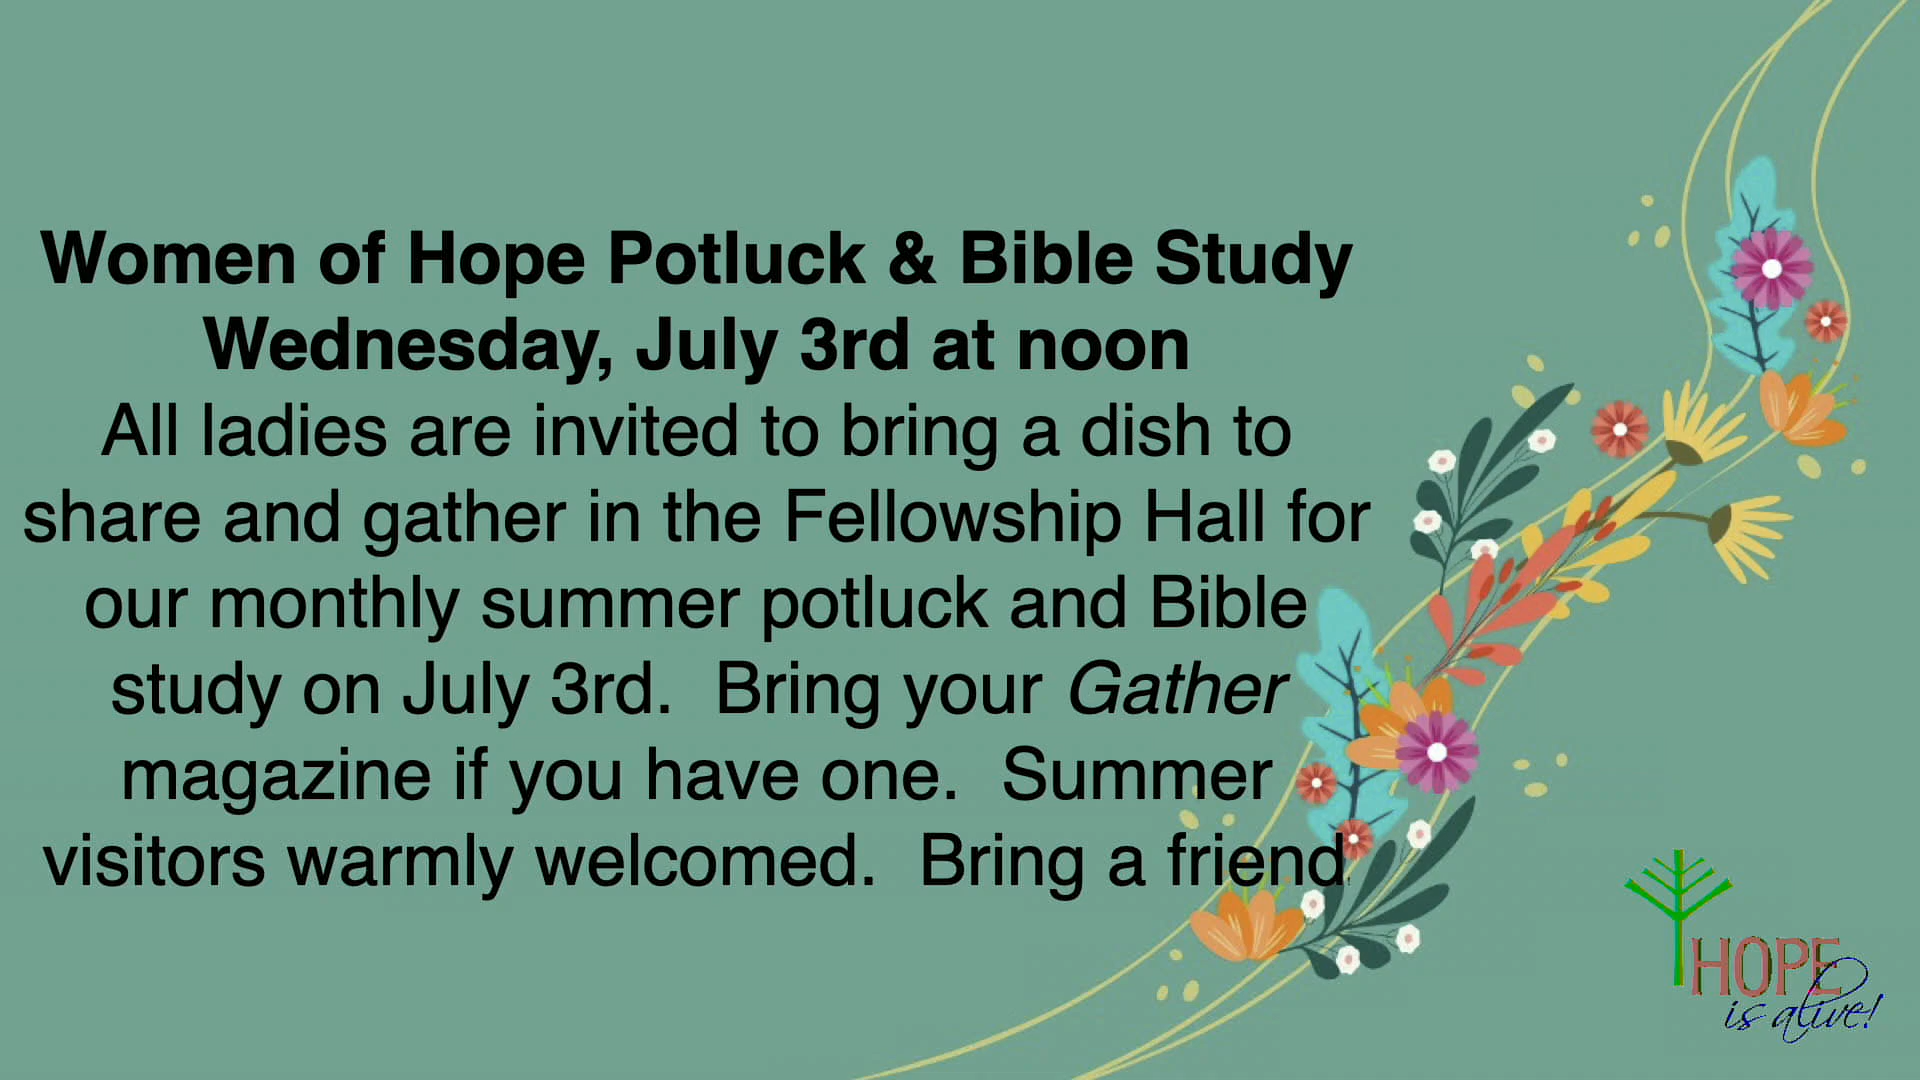 Women of Hope Potluck & Bible Study
Wednesday, July 3rd at noon
All ladies are invited to bring a dish to
share and gather in the Fellowship Hall for
our monthly summer potluck and Bible
study on July 3rd.  Bring your Gather
magazine if you have one.  Summer
visitors warmly welcomed.  Bring a friend!
HOPE
is alive!